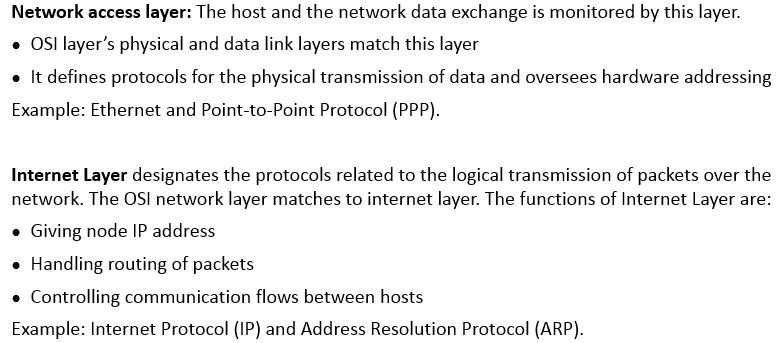 Network access layer: The host and the network data exchange is monitored by this layer.
• OSI layer’s physical and data link layers match this layer
• It defines protocols for the physical transmission of data and oversees hardware addressing
Example: Ethernet and Point-to-Point Protocol (PPP).
Internet Layer designates the protocols related to the logical transmission of packets over the
network. The OSI network layer matches to internet layer. The functions of Internet Layer are:
• Giving node IP address
• Handling routing of packets
• Controlling communication flows between hosts
Example: Internet Protocol (IP) and Address Resolution Protocol (ARP).